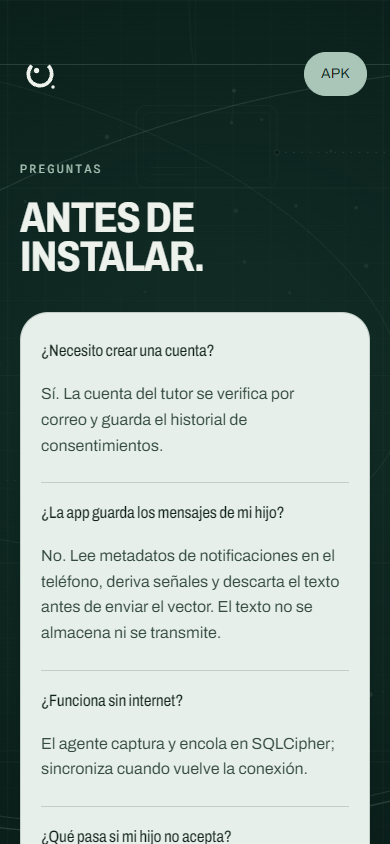 APK
PREGUNTAS
ANTES DE
INSTALAR.
¿Necesito crear una cuenta?
Sí. La cuenta del tutor se verifica por
correo y guarda el historial de
consentimientos.
¿La app guarda los mensajes de mi hijo?
No. Lee metadatos de notificaciones en el
teléfono, deriva señales y descarta el texto
antes de enviar el vector. El texto no se
almacena ni se transmite.
¿Funciona sin internet?
El agente captura y encola en SQLCipher;
sincroniza cuando vuelve la conexión.
¿Qué pasa si mi hijo no acepta?